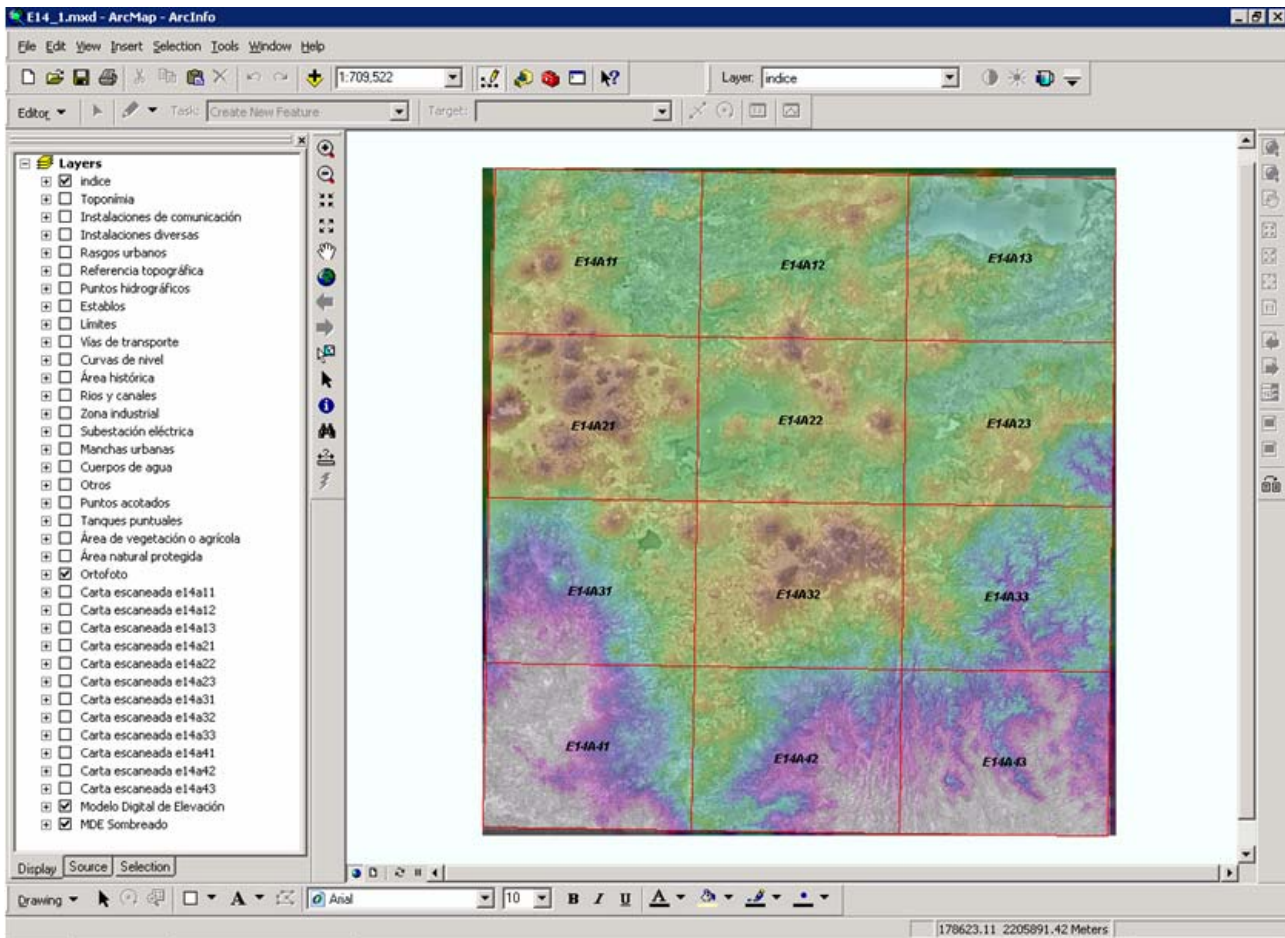 E14_1.mxd - ArcMap - ArcInfo
File Edit View Insert Selection Tools Window Help
1:709,522
Layer: indice
Editor
Task: Create New Feature
Target:
Layers
indice
Toponímia
Instalaciones de comunicación
Instalaciones diversas
Rasgos urbanos
Referencia topográfica
Puntos hidrográficos
Establos
Límites
Vías de transporte
Curvas de nivel
Área histórica
Rios y canales
Zona industrial
Subestación eléctrica
Manchas urbanas
Cuerpos de agua
Otros
Puntos acotados
Tanques puntuales
Área de vegetación o agrícola
Área natural protegida
Ortofoto
Carta escaneada e14a11
Carta escaneada e14a12
Carta escaneada e14a13
Carta escaneada e14a21
Carta escaneada e14a22
Carta escaneada e14a23
Carta escaneada e14a31
Carta escaneada e14a32
Carta escaneada e14a33
Carta escaneada e14a41
Carta escaneada e14a42
Carta escaneada e14a43
Modelo Digital de Elevación
MDE Sombreado
E14A11
E14A12
E14A13
E14A21
E14A22
E14A23
E14A31
E14A32
E14A33
E14A41
E14A42
E14A43
Display Source Selection
Drawing
A
Arial
10
B I U A
178623.11 2205891.42 Meters